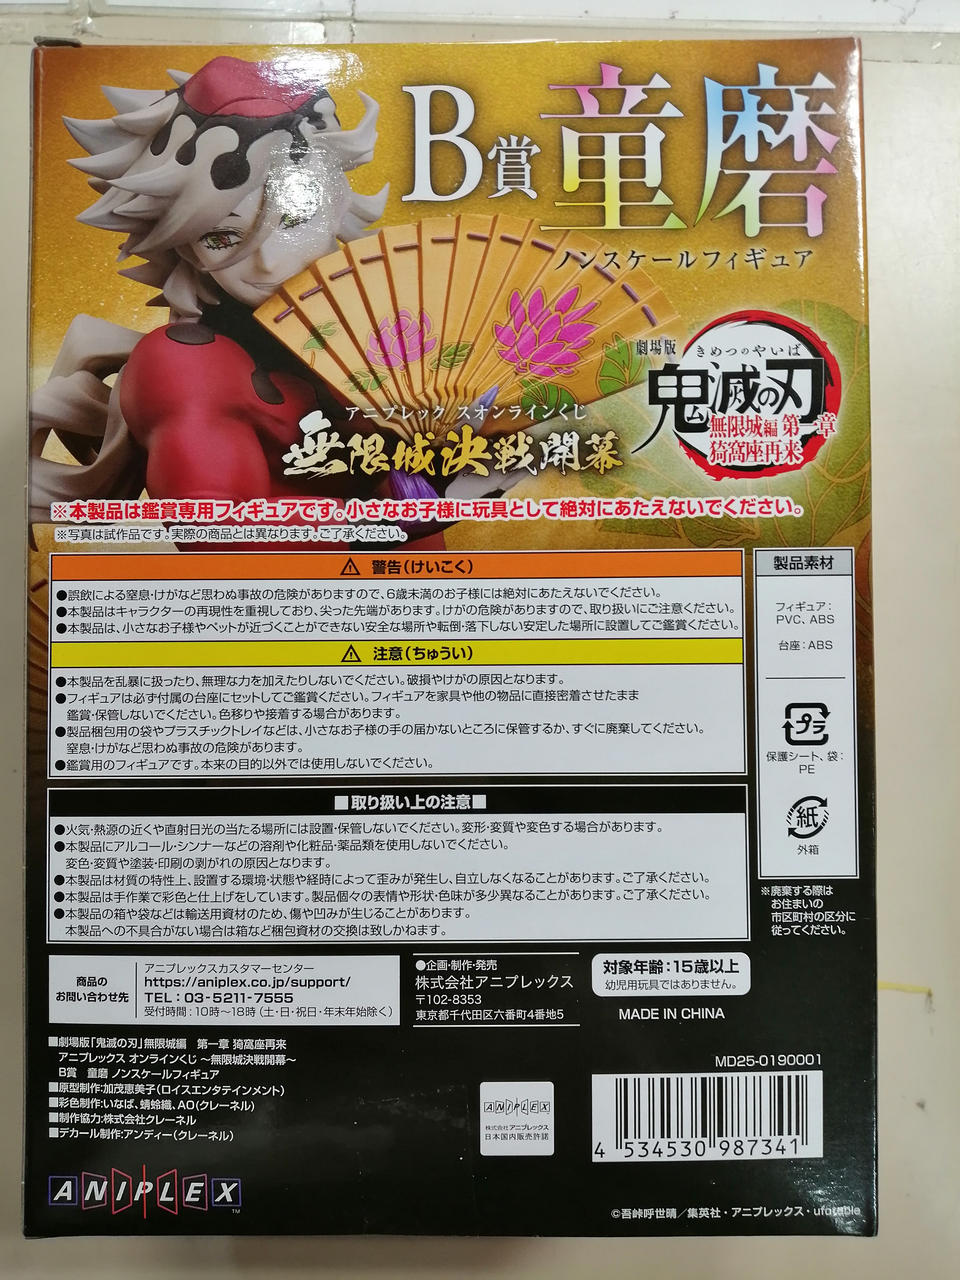 B賞 童磨
ノンスケールフィギュア
劇場版
きめつのやいば
鬼滅の刃
無限城編 第一章
猗窩座再来
アニプレックス オンラインくじ
無限城決戦開幕
※本製品は鑑賞専用フィギュアです。小さなお子様に玩具として絶対にあたえないでください。
※写真は試作品です。実際の商品とは異なります。ご了承ください。
⚠ 警告(けいこく)
●誤飲による窒息・けがなど思わぬ事故の危険がありますので、6歳未満のお子様には絶対にあたえないでください。
●本製品はキャラクターの再現性を重視しており、尖った先端があります。けがの危険がありますので、取り扱いにご注意ください。
●本製品は、小さなお子様やペットが近づくことができない安全な場所や転倒・落下しない安定した場所に設置してご鑑賞ください。
⚠ 注意(ちゅうい)
●本製品を乱暴に扱ったり、無理な力を加えたりしないでください。破損やけがの原因となります。
●フィギュアは必ず付属の台座にセットしてご鑑賞ください。フィギュアを家具や他の物品に直接密着させたまま
鑑賞・保管しないでください。色移りや接着する場合があります。
●製品梱包用の袋やプラスチックトレイなどは、小さなお子様の手の届かないところに保管するか、すぐに廃棄してください。
窒息・けがなど思わぬ事故の危険があります。
●鑑賞用のフィギュアです。本来の目的以外では使用しないでください。
■取り扱い上の注意■
●火気・熱源の近くや直射日光の当たる場所には設置・保管しないでください。変形・変質や変色する場合があります。
●本製品にアルコール・シンナーなどの溶剤や化粧品・薬品類を使用しないでください。
変色・変質や塗装・印刷の剥がれの原因となります。
●本製品は材質の特性上、設置する環境・状態や経時によって歪みが発生し、自立しなくなることがあります。ご了承ください。
●本製品は手作業で彩色と仕上げをしています。製品個々の表情や形状・色味が多少異なることがあります。ご了承ください。
●本製品の箱や袋などは輸送用資材のため、傷や凹みが生じることがあります。
本製品への不具合がない場合は箱など梱包資材の交換は致しかねます。
製品素材
フィギュア:
PVC、ABS
台座:ABS
プラ
保護シート、袋:
PE
紙
外箱
※廃棄する際は
お住まいの
市区町村の区分に
従ってください。
商品の
お問い合わせ先
アニプレックスカスタマーセンター
https://aniplex.co.jp/support/
TEL:03-5211-7555
受付時間:10時～18時(土・日・祝日・年末年始除く)
●企画・制作・発売
株式会社アニプレックス
〒102-8353
東京都千代田区六番町4番地5
対象年齢:15歳以上
幼児用玩具ではありません。
MADE IN CHINA
■劇場版「鬼滅の刃」無限城編 第一章 猗窩座再来
アニプレックス オンラインくじ ～無限城決戦開幕～
B賞 童磨 ノンスケールフィギュア
■原型制作:加茂恵美子(ロイスエンタテインメント)
■彩色制作:いなば、蜻蛉織、AO(クレーネル)
■制作協力:株式会社クレーネル
■デカール制作:アンディー(クレーネル)
ANIPLEX
株式会社 アニプレックス
日本国内販売許諾
MD25-0190001
4 534530 987341
ANIPLEX™
©吾峠呼世晴／集英社・アニプレックス・ufotable